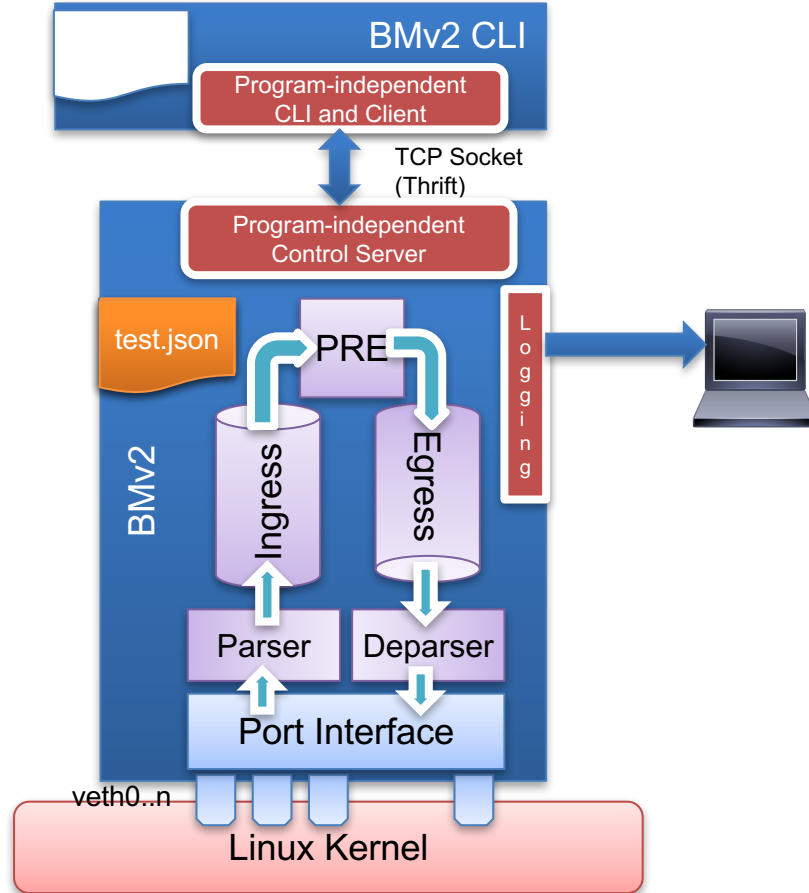 BMv2 CLI
Program-independent
CLI and Client
TCP Socket
(Thrift)
Program-independent
Control Server
test.json
PRE
Logging
BMv2
Ingress
Egress
Parser
Deparser
Port Interface
veth0..n
Linux Kernel